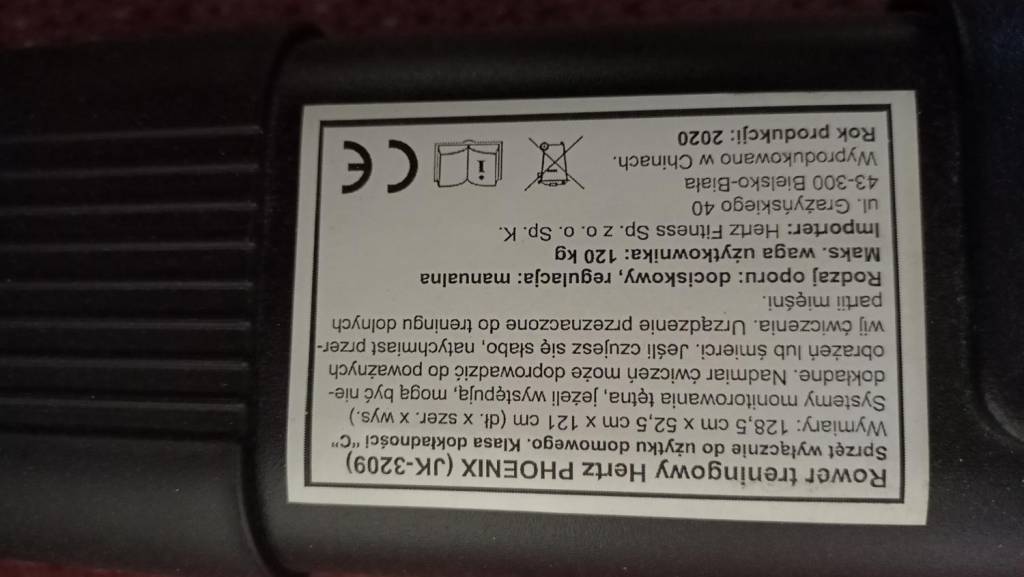 Rower treningowy Hertz PHOENIX (JK-3209)
Sprzęt wyłącznie do użytku domowego. Klasa dokładności "C"
Wymiary: 128,5 cm x 52,5 cm x 121 cm (dł. x szer. x wys.)
Systemy monitorowania tętna, jeżeli występują, mogą być nie-
dokładne. Nadmiar ćwiczeń może doprowadzić do poważnych
obrażeń lub śmierci. Jeśli czujesz się słabo, natychmiast przer-
wij ćwiczenia. Urządzenie przeznaczone do treningu dolnych
partii mięśni.
Rodzaj oporu: dociskowy, regulacja: manualna
Maks. waga użytkownika: 120 kg
Importer: Hertz Fitness Sp. z o. o. Sp. K.
ul. Grażyńskiego 40
43-300 Bielsko-Biała
Wyprodukowano w Chinach.
Rok produkcji: 2020
i
CE